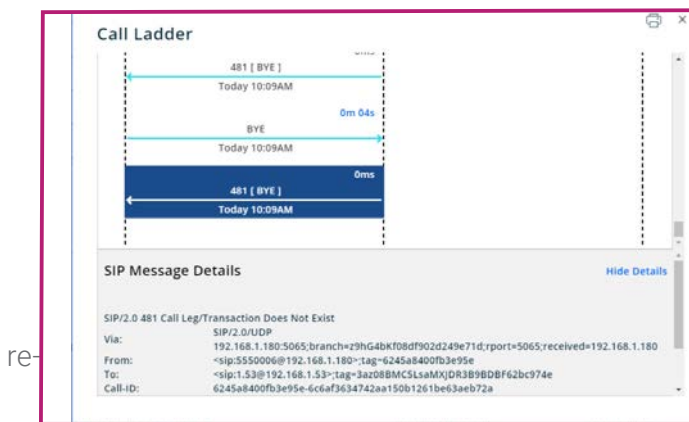 Call Ladder
0ms
481 [ BYE ]
Today 10:09AM
0m 04s
BYE
Today 10:09AM
0ms
481 [ BYE ]
Today 10:09AM
SIP Message Details
Hide Details
SIP/2.0 481 Call Leg/Transaction Does Not Exist
Via:
SIP/2.0/UDP
192.168.1.180:5065;branch=z9hG4bKf08df902d249e71d;rport=5065;received=192.168.1.180
re-
From: <sip:5550006@192.168.1.180>;tag=6245a8400fb3e95e
To: <sip:1.53@192.168.1.53>;tag=3az08BMC5LsaMXJDR3B9BDBF62bc974e
Call-ID: 6245a8400fb3e95e-6c6af3634742aa150b1261be63aeb72a